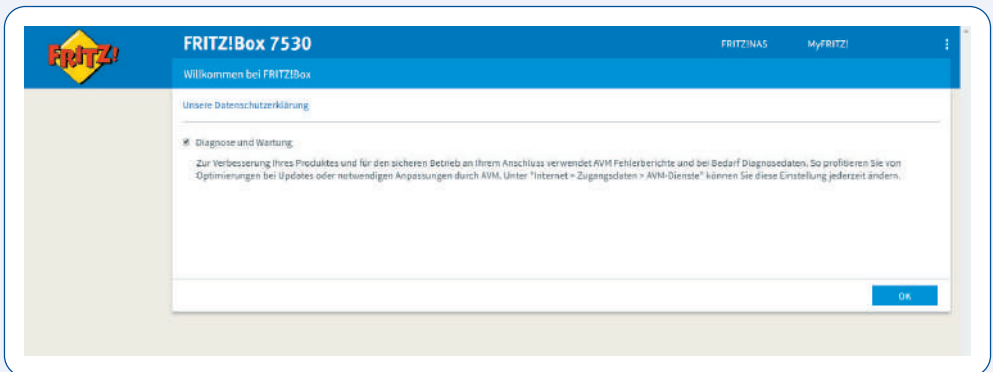 FRITZ!
FRITZ!Box 7530
FRITZ!NAS MyFRITZ!
Willkommen bei FRITZ!Box
Unsere Datenschutzerklärung
Diagnose und Wartung
Zur Verbesserung Ihres Produktes und für den sicheren Betrieb an Ihrem Anschluss verwendet AVM Fehlerberichte und bei Bedarf Diagnosedaten. So profitieren Sie von
Optimierungen bei Updates oder notwendigen Anpassungen durch AVM. Unter "Internet > Zugangsdaten > AVM-Dienste" können Sie diese Einstellung jederzeit ändern.
OK